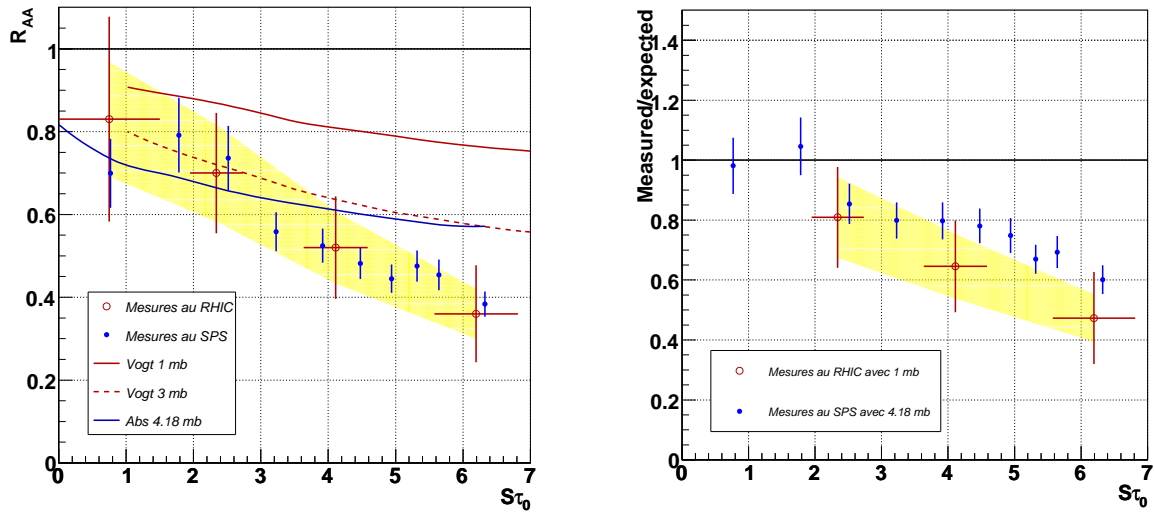 R_AA
1
0.8
0.6
0.4
0.2
0
0 1 2 3 4 5 6 7
Sτ_0
Mesures au RHIC
Mesures au SPS
Vogt 1 mb
Vogt 3 mb
Abs 4.18 mb
Measured/expected
1.4
1.2
1
0.8
0.6
0.4
0.2
0
0 1 2 3 4 5 6 7
Sτ_0
Mesures au RHIC avec 1 mb
Mesures au SPS avec 4.18 mb